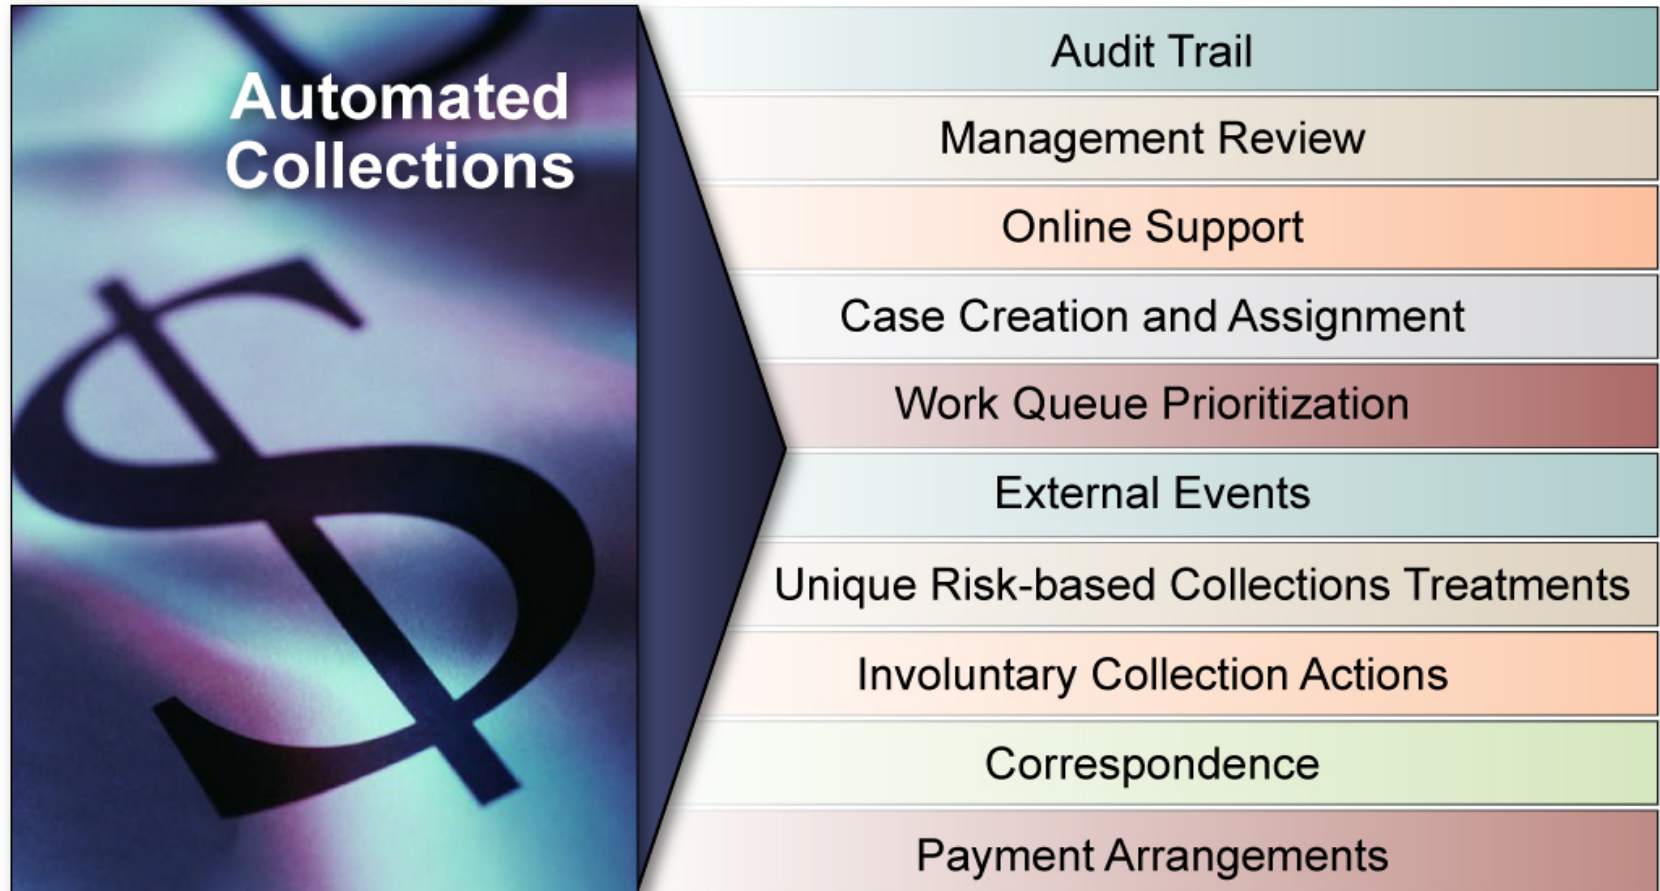 Automated
Collections
Audit Trail
Management Review
Online Support
Case Creation and Assignment
Work Queue Prioritization
External Events
Unique Risk-based Collections Treatments
Involuntary Collection Actions
Correspondence
Payment Arrangements